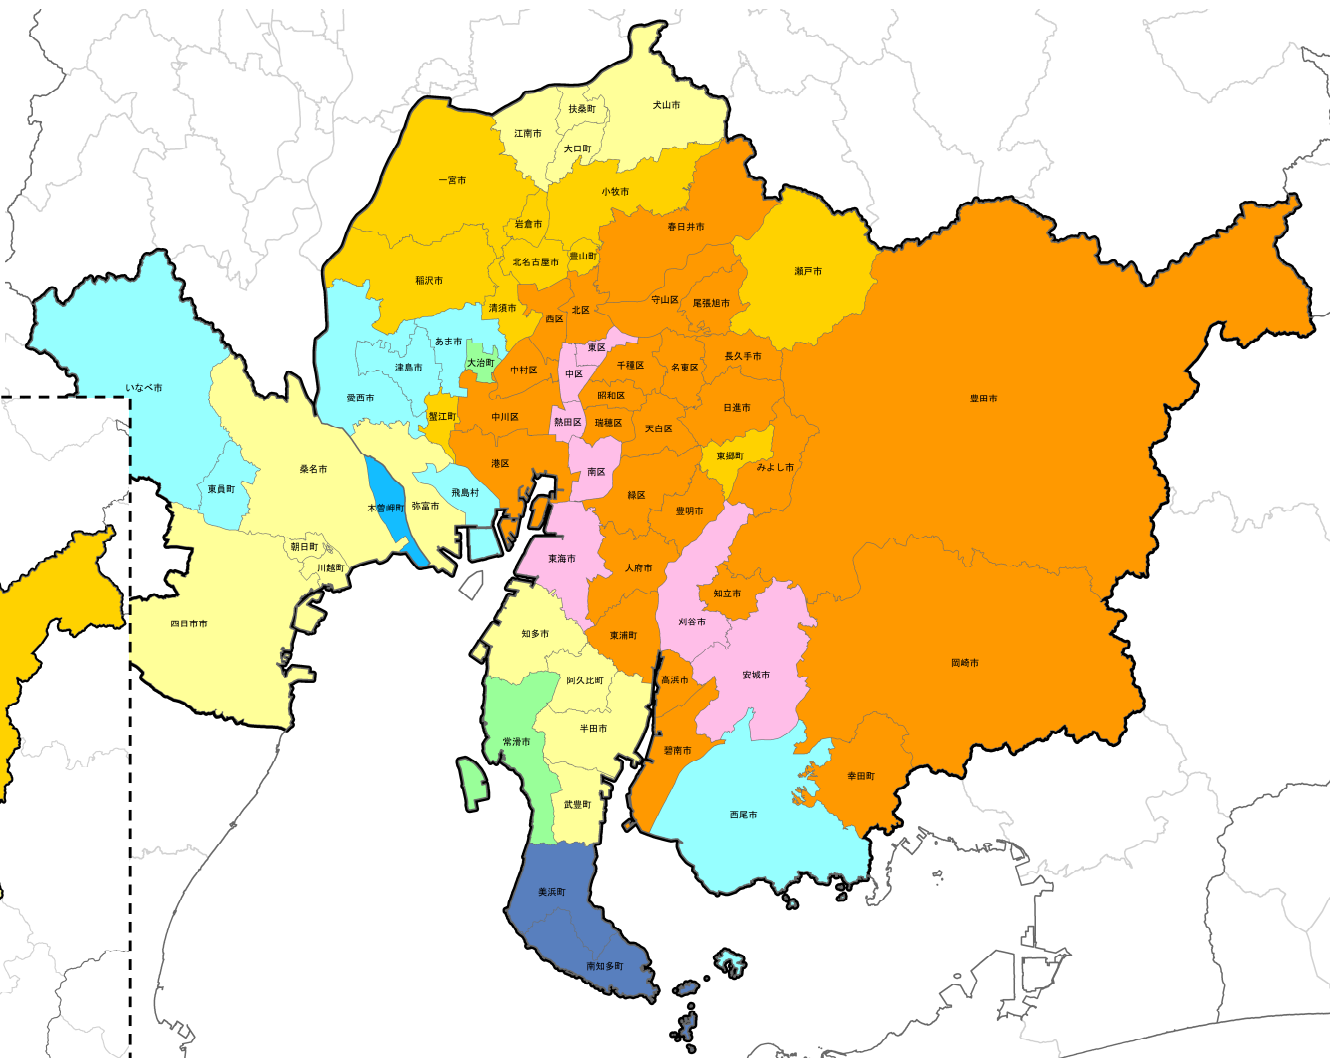 犬山市
扶桑町
江南市
大口町
一宮市
小牧市
岩倉市
春日井市
北名古屋市
豊山町
瀬戸市
稲沢市
守山区
尾張旭市
清須市
北区
西区
あま市
東区
長久手市
大治町
千種区
名東区
津島市
中村区
中区
いなべ市
昭和区
愛西市
豊田市
日進市
蟹江町
中川区
熱田区
瑞穂区
天白区
東郷町
港区
みよし市
桑名市
南区
東員町
飛島村
緑区
木曽岬町
弥富市
豊明市
朝日町
東海市
川越町
大府市
知立市
四日市市
刈谷市
知多市
東浦町
岡崎市
安城市
阿久比町
高浜市
半田市
常滑市
碧南市
幸田町
武豊町
西尾市
美浜町
南知多町